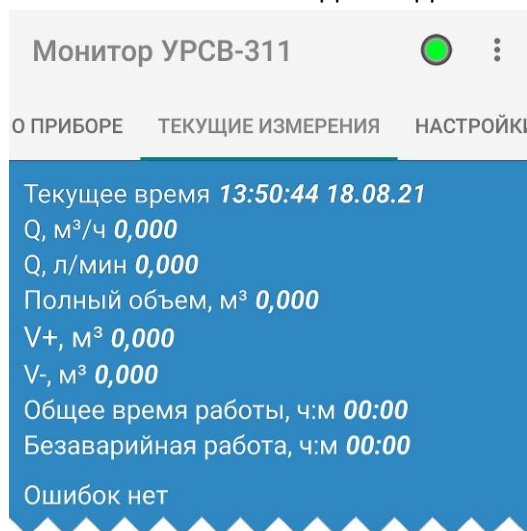 Монитор УРСВ-311
О ПРИБОРЕ ТЕКУЩИЕ ИЗМЕРЕНИЯ НАСТРОЙКИ
Текущее время 13:50:44 18.08.21
Q, м³/ч 0,000
Q, л/мин 0,000
Полный объем, м³ 0,000
V+, м³ 0,000
V-, м³ 0,000
Общее время работы, ч:м 00:00
Безаварийная работа, ч:м 00:00
Ошибок нет